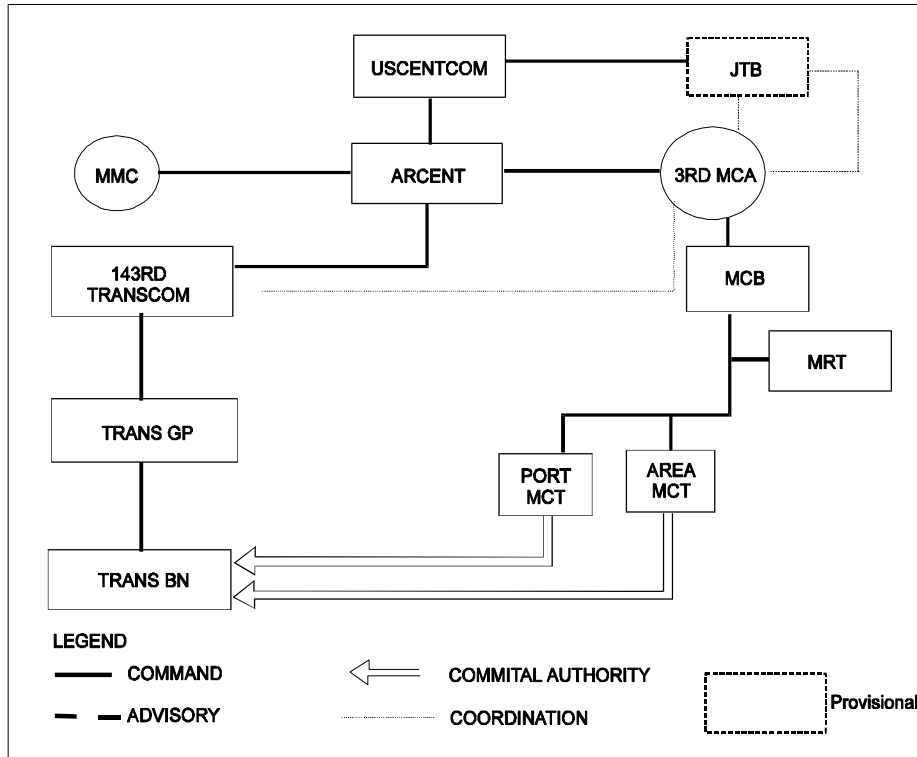 USCENTCOM
JTB
MMC
ARCENT
3RD MCA
143RD
TRANSCOM
MCB
MRT
TRANS GP
PORT
MCT
AREA
MCT
TRANS BN
LEGEND
COMMAND
COMMITAL AUTHORITY
Provisional
ADVISORY
COORDINATION